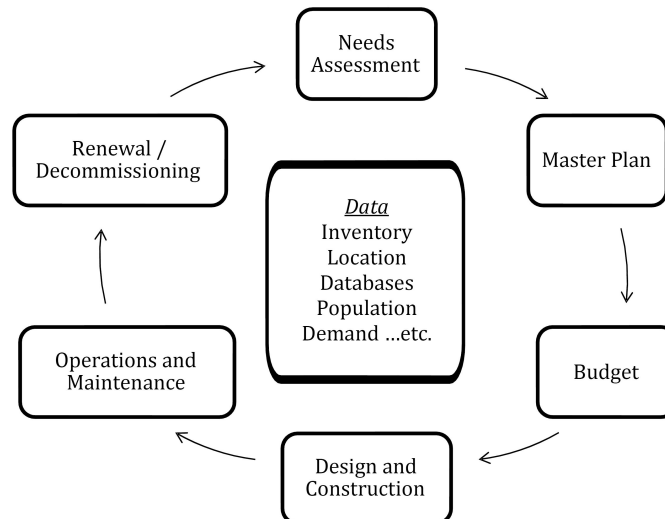 Needs
Assessment
Master Plan
Budget
Design and
Construction
Operations and
Maintenance
Renewal /
Decommissioning
Data
Inventory
Location
Databases
Population
Demand ...etc.